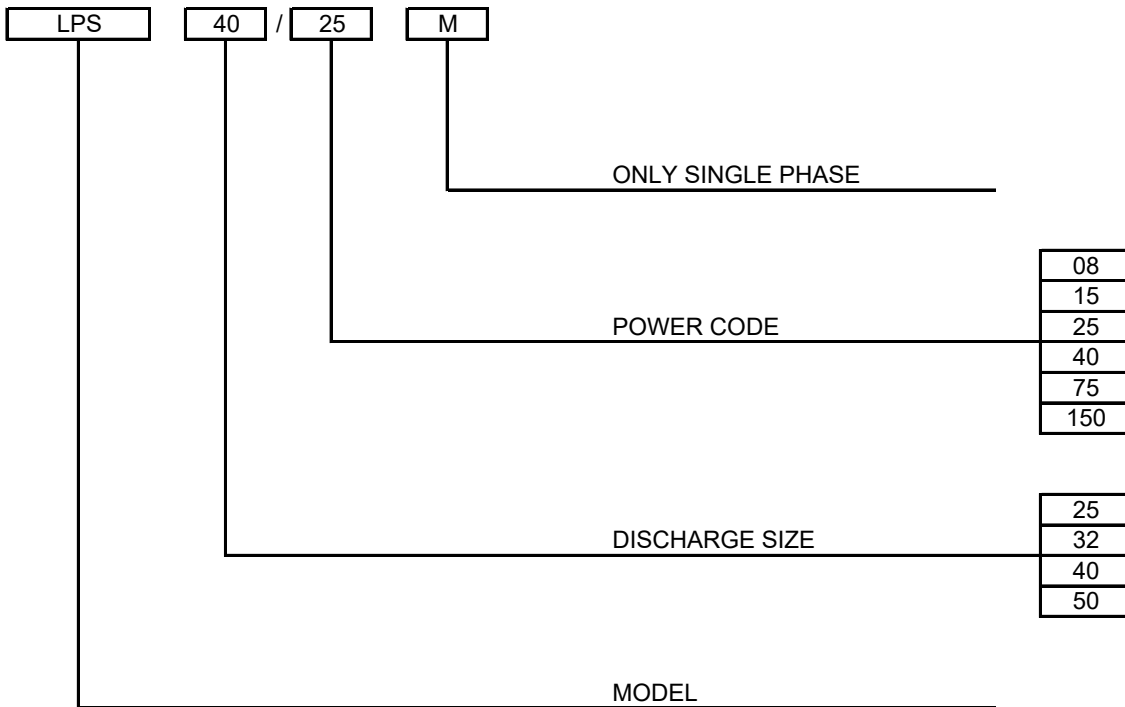 LPS 40 / 25 M
ONLY SINGLE PHASE
08
15
POWER CODE 25
40
75
150
25
DISCHARGE SIZE 32
40
50
MODEL